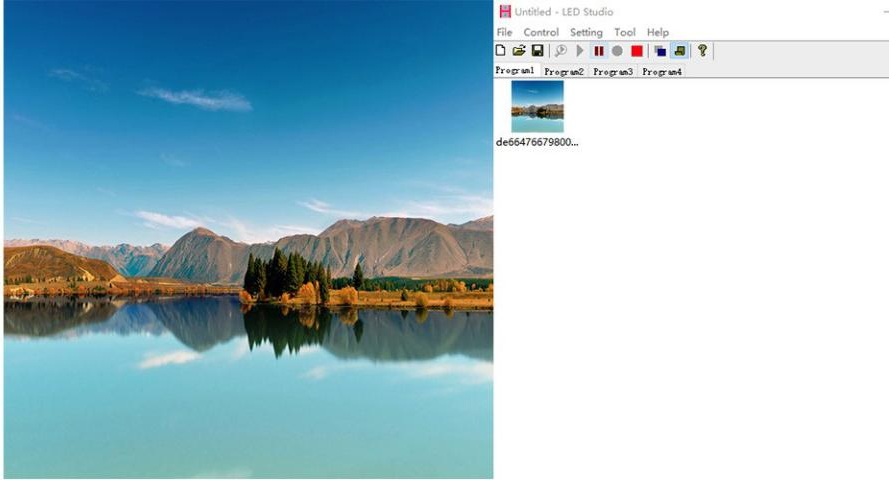 Untitled - LED Studio
File Control Setting Tool Help
Program1 Program2 Program3 Program4
de66476679800...